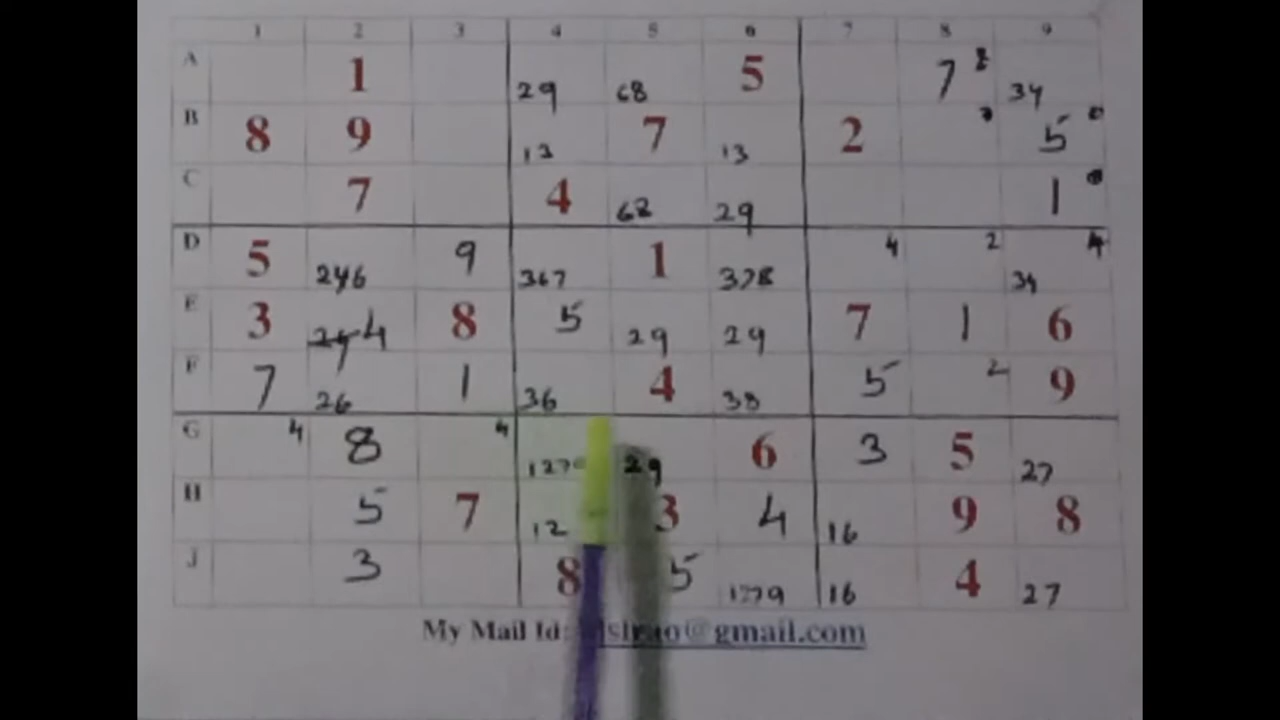 1 2 3 4 5 6 7 8 9
A 1 29 68 5 7 34
B 8 9 13 7 13 2 5
C 7 4 68 29 1
D 5 246 9 367 1 378 4 2 4 34
E 3 4 8 5 29 29 7 1 6
F 7 26 1 36 4 38 5 2 9
G 4 8 4 29 6 3 5 27
H 5 7 12 3 4 16 9 8
J 3 8 5 1279 16 4 27
My Mail Id: @gmail.com